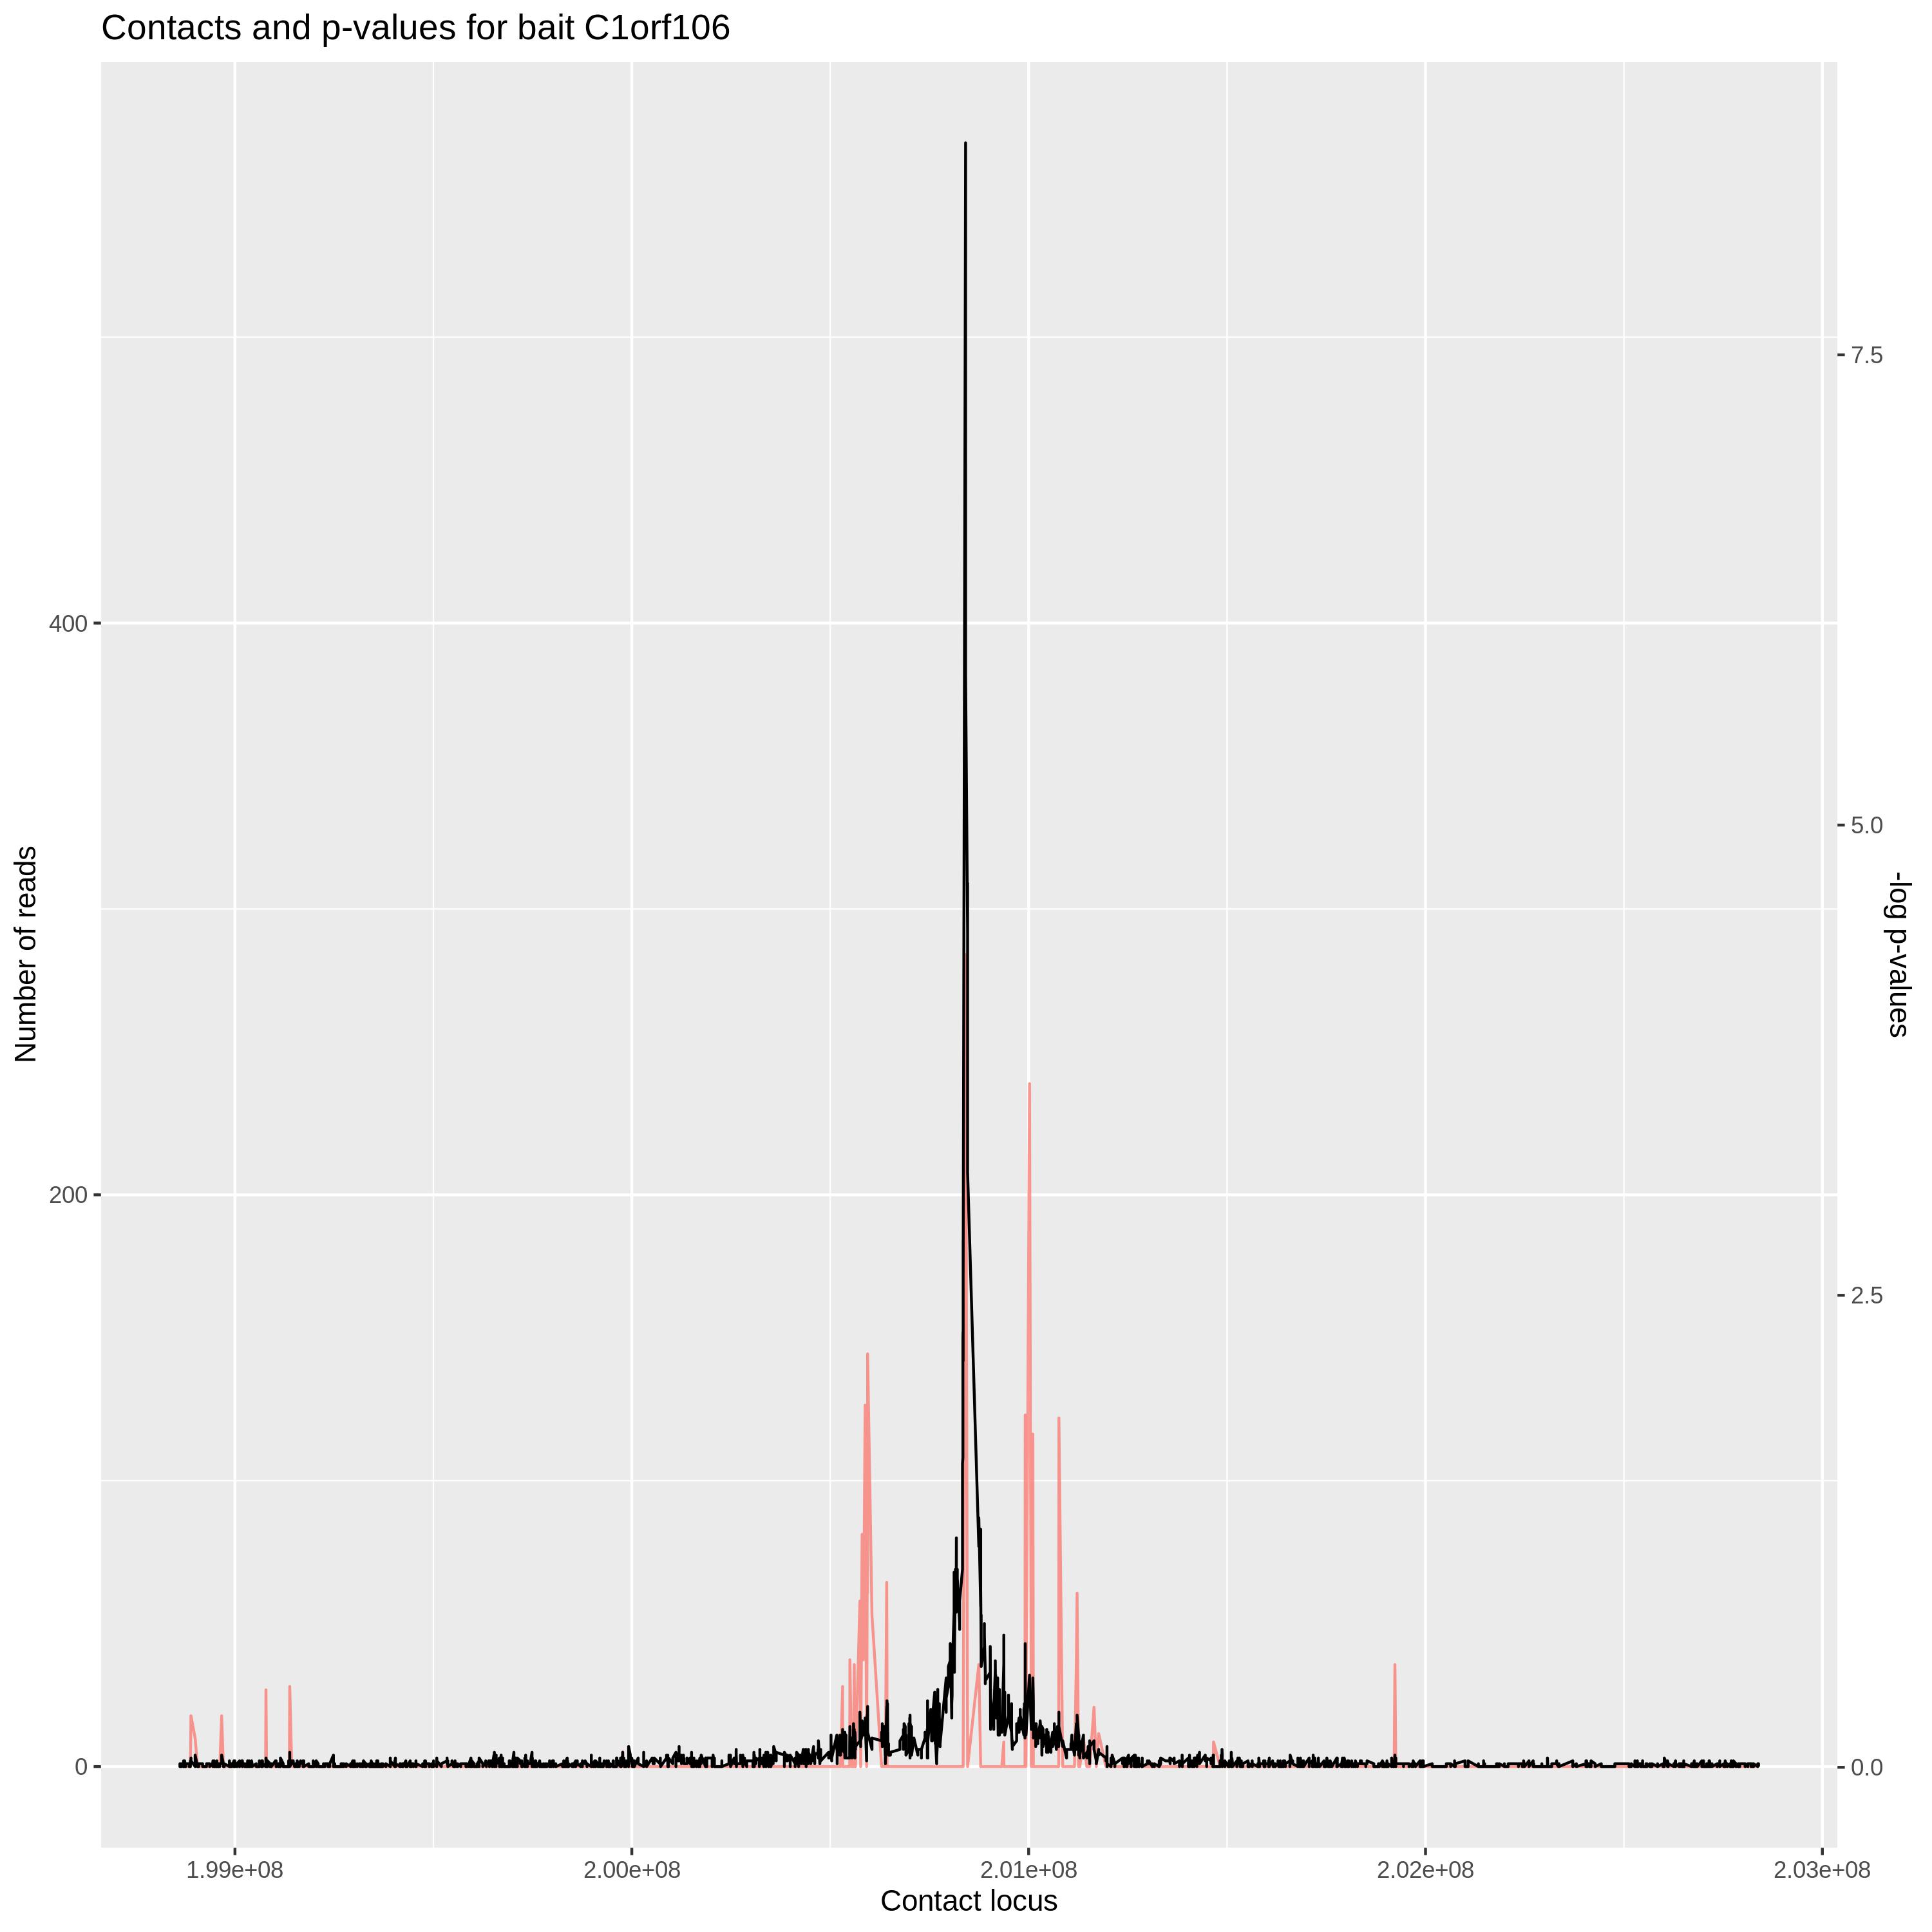 Contacts and p-values for bait C1orf106
Number of reads
400
200
0
7.5
5.0
2.5
0.0
-log p-values
1.99e+08
2.00e+08
2.01e+08
2.02e+08
2.03e+08
Contact locus